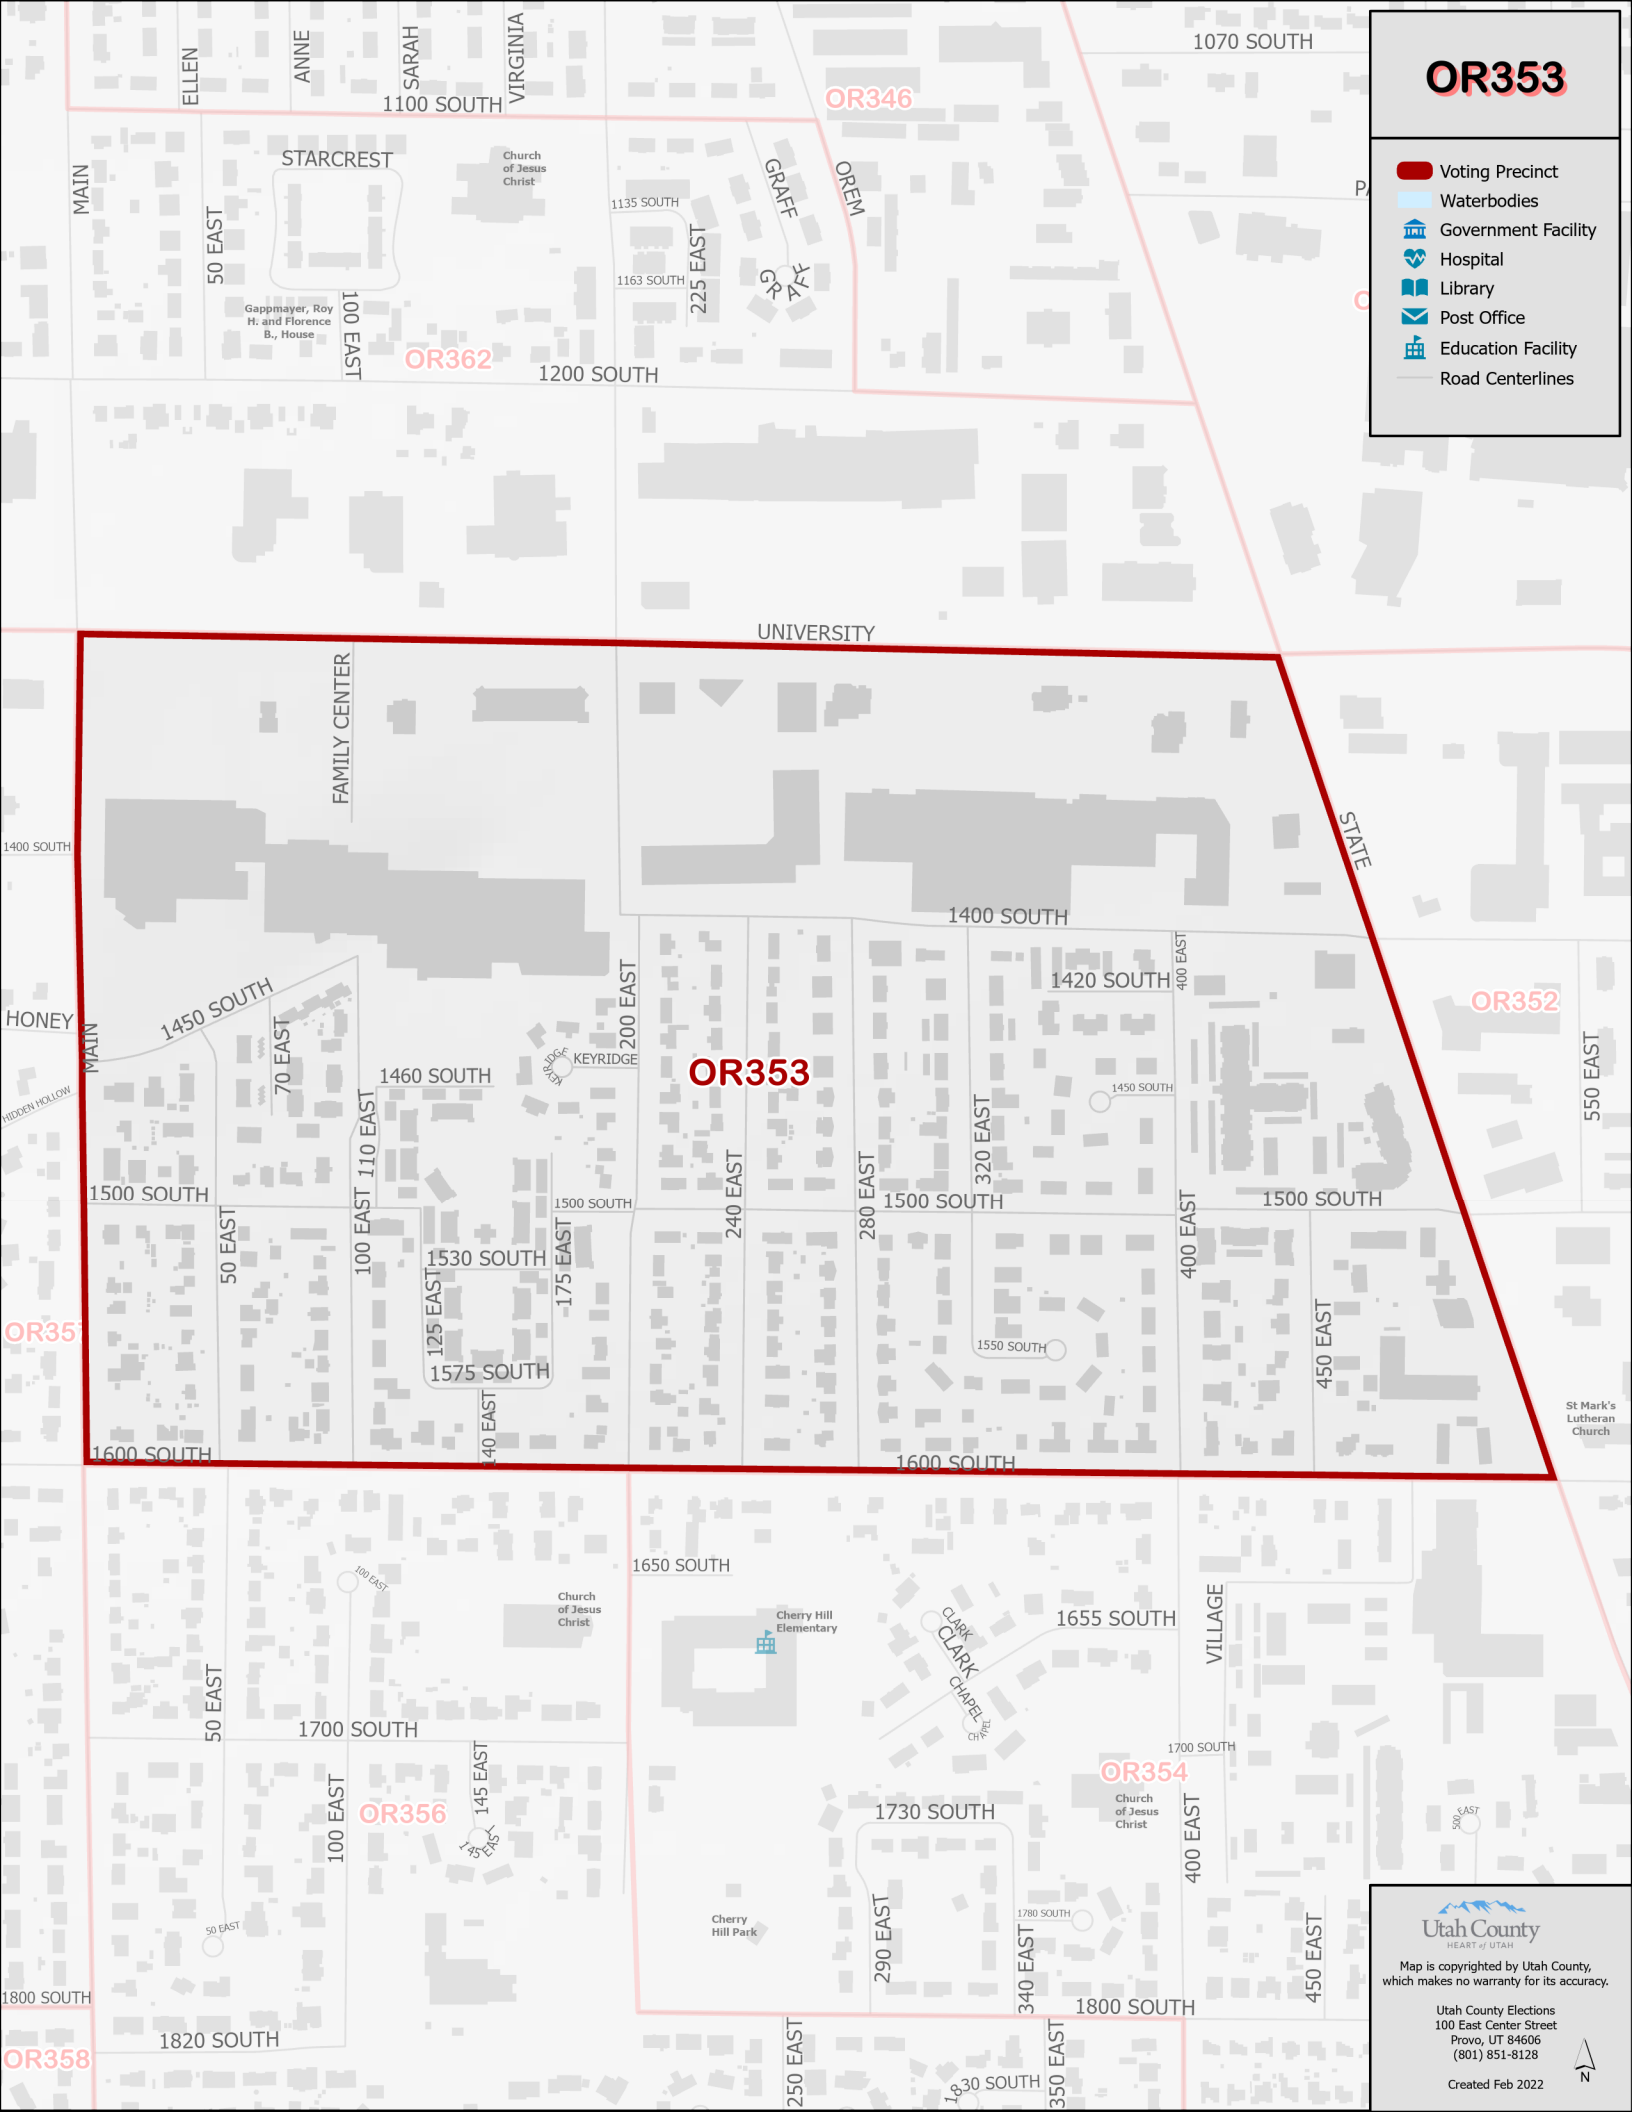 ELLEN
ANNE
SARAH
VIRGINIA
1070 SOUTH
OR353
1100 SOUTH
OR346
STARCREST
Church
of Jesus
Christ
MAIN
50 EAST
1135 SOUTH
225 EAST
1163 SOUTH
GRAFF
GRAFF
OREM
Gappmayer, Roy
H. and Florence
B., House
100 EAST
OR362
1200 SOUTH
Voting Precinct
Waterbodies
Government Facility
Hospital
Library
Post Office
Education Facility
Road Centerlines
UNIVERSITY
FAMILY CENTER
STATE
1400 SOUTH
1400 SOUTH
400 EAST
1420 SOUTH
HONEY
MAIN
1450 SOUTH
70 EAST
200 EAST
KEYRIDGE
KEYRIDGE
OR353
OR352
550 EAST
HIDDEN HOLLOW
1460 SOUTH
110 EAST
1450 SOUTH
320 EAST
240 EAST
280 EAST
1500 SOUTH
50 EAST
100 EAST
1500 SOUTH
175 EAST
1500 SOUTH
400 EAST
1500 SOUTH
1530 SOUTH
125 EAST
1575 SOUTH
140 EAST
1550 SOUTH
450 EAST
OR357
1600 SOUTH
1600 SOUTH
St Mark's
Lutheran
Church
1650 SOUTH
100 EAST
Church
of Jesus
Christ
Cherry Hill
Elementary
CLARK
CLARK
CHAPEL
CHAPEL
1655 SOUTH
VILLAGE
50 EAST
1700 SOUTH
145 EAST
145 EAST
100 EAST
OR356
1700 SOUTH
OR354
Church
of Jesus
Christ
1730 SOUTH
400 EAST
500 EAST
50 EAST
Cherry
Hill Park
290 EAST
1780 SOUTH
340 EAST
450 EAST
1800 SOUTH
1800 SOUTH
1820 SOUTH
OR358
250 EAST
1830 SOUTH
350 EAST
Utah County
HEART of UTAH
Map is copyrighted by Utah County,
which makes no warranty for its accuracy.
Utah County Elections
100 East Center Street
Provo, UT 84606
(801) 851-8128
N
Created Feb 2022